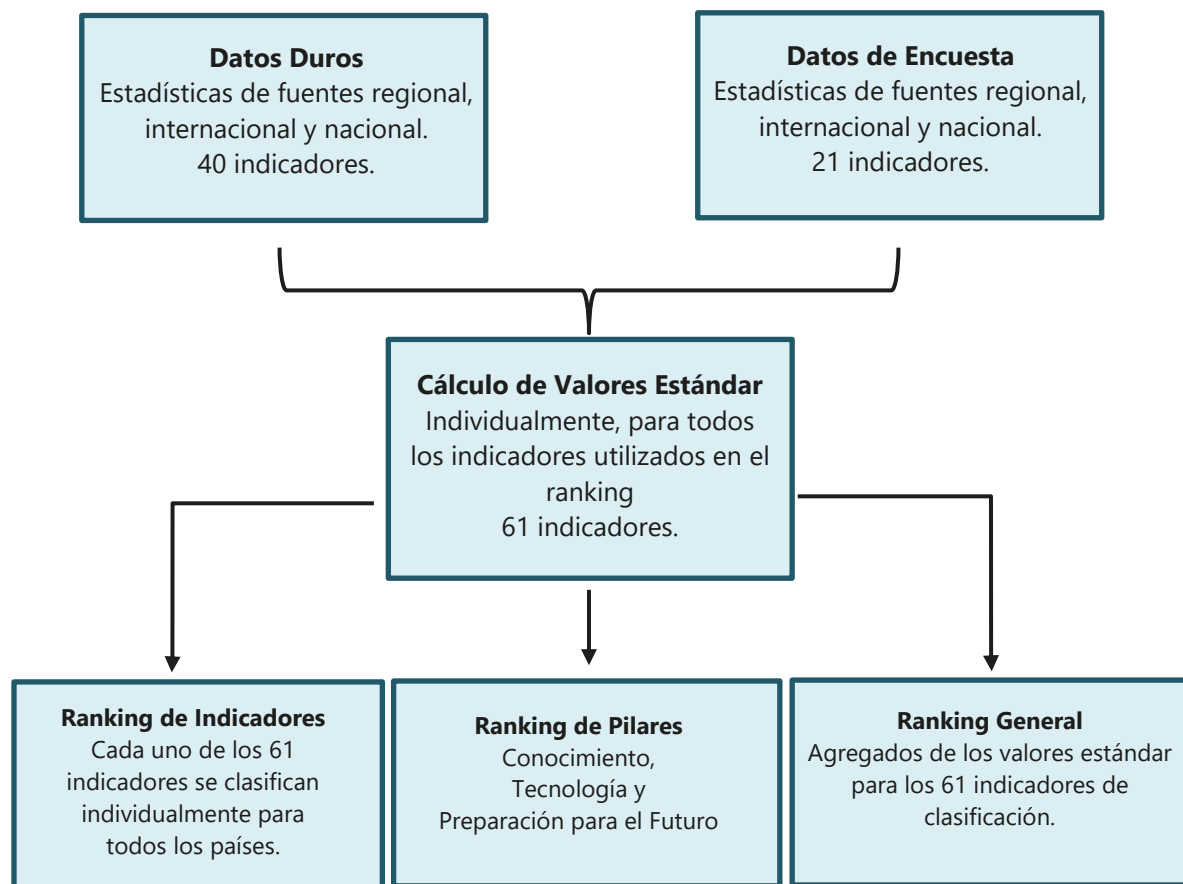 Datos Duros
Estadísticas de fuentes regional,
internacional y nacional.
40 indicadores.
Datos de Encuesta
Estadísticas de fuentes regional,
internacional y nacional.
21 indicadores.
Cálculo de Valores Estándar
Individualmente, para todos
los indicadores utilizados en el
ranking
61 indicadores.
Ranking de Indicadores
Cada uno de los 61
indicadores se clasifican
individualmente para
todos los países.
Ranking de Pilares
Conocimiento,
Tecnología y
Preparación para el Futuro
Ranking General
Agregados de los valores estándar
para los 61 indicadores de
clasificación.